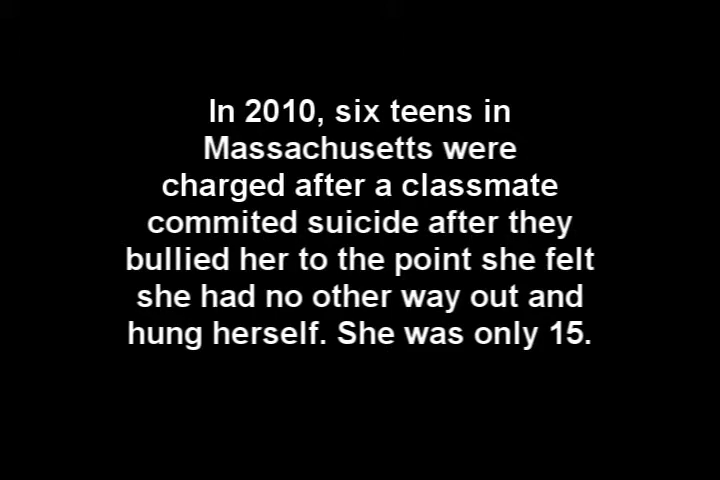 In 2010, six teens in
Massachusetts were
charged after a classmate
commited suicide after they
bullied her to the point she felt
she had no other way out and
hung herself. She was only 15.